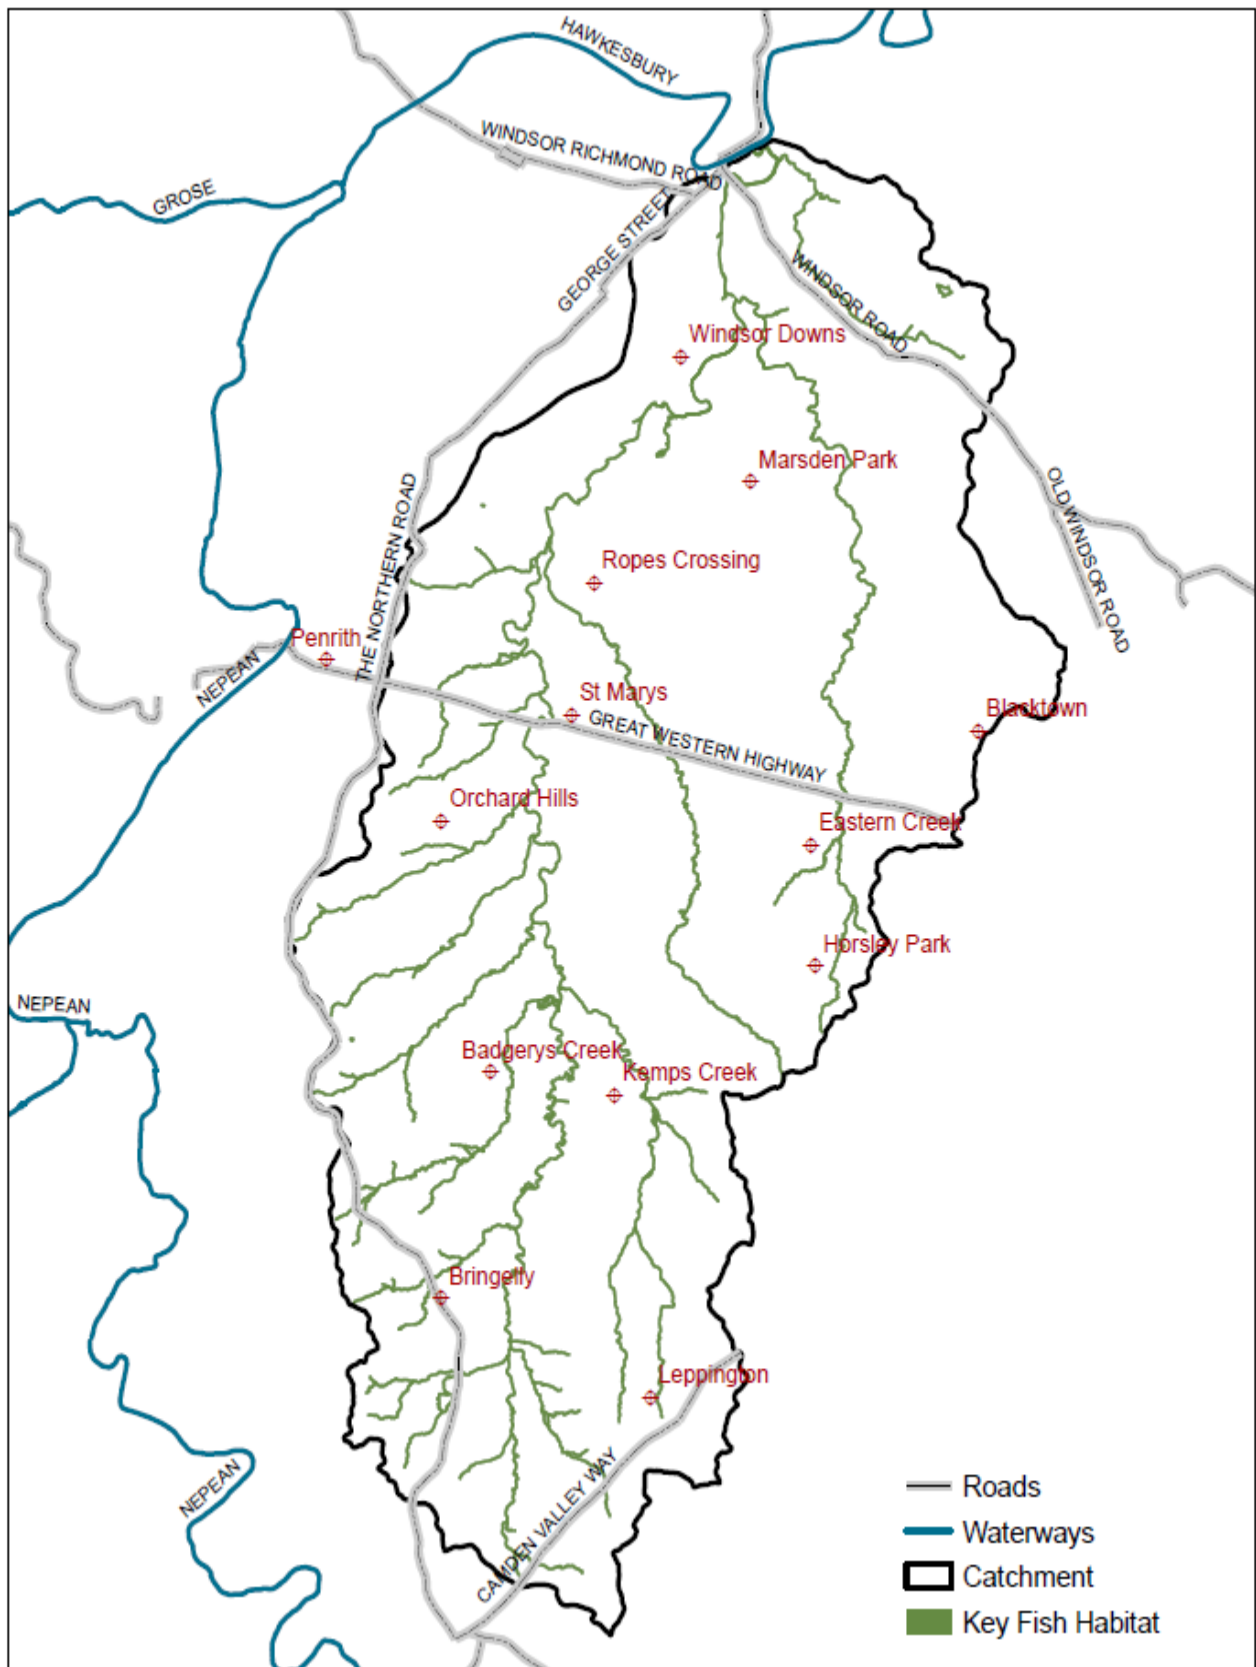 HAWKESBURY
WINDSOR RICHMOND ROAD
GROSE
GEORGE STREET
WINDSOR ROAD
Windsor Downs
Marsden Park
OLD WINDSOR ROAD
THE NORTHERN ROAD
Ropes Crossing
Penrith
NEPEAN
St Marys
GREAT WESTERN HIGHWAY
Blacktown
Orchard Hills
Eastern Creek
Horsley Park
NEPEAN
Badgerys Creek
Kemps Creek
Bringelly
Leppington
NEPEAN
CAMDEN VALLEY WAY
Roads
Waterways
Catchment
Key Fish Habitat